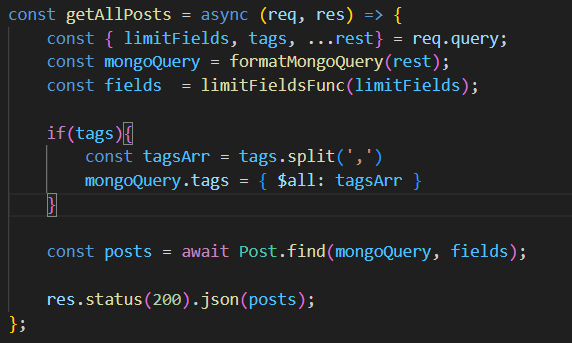 const getAllPosts = async (req, res) => {
    const { limitFields, tags, ...rest} = req.query;
    const mongoQuery = formatMongoQuery(rest);
    const fields  = limitFieldsFunc(limitFields);

    if(tags){
        const tagsArr = tags.split(',')
        mongoQuery.tags = { $all: tagsArr }
    }

    const posts = await Post.find(mongoQuery, fields);

    res.status(200).json(posts);
};